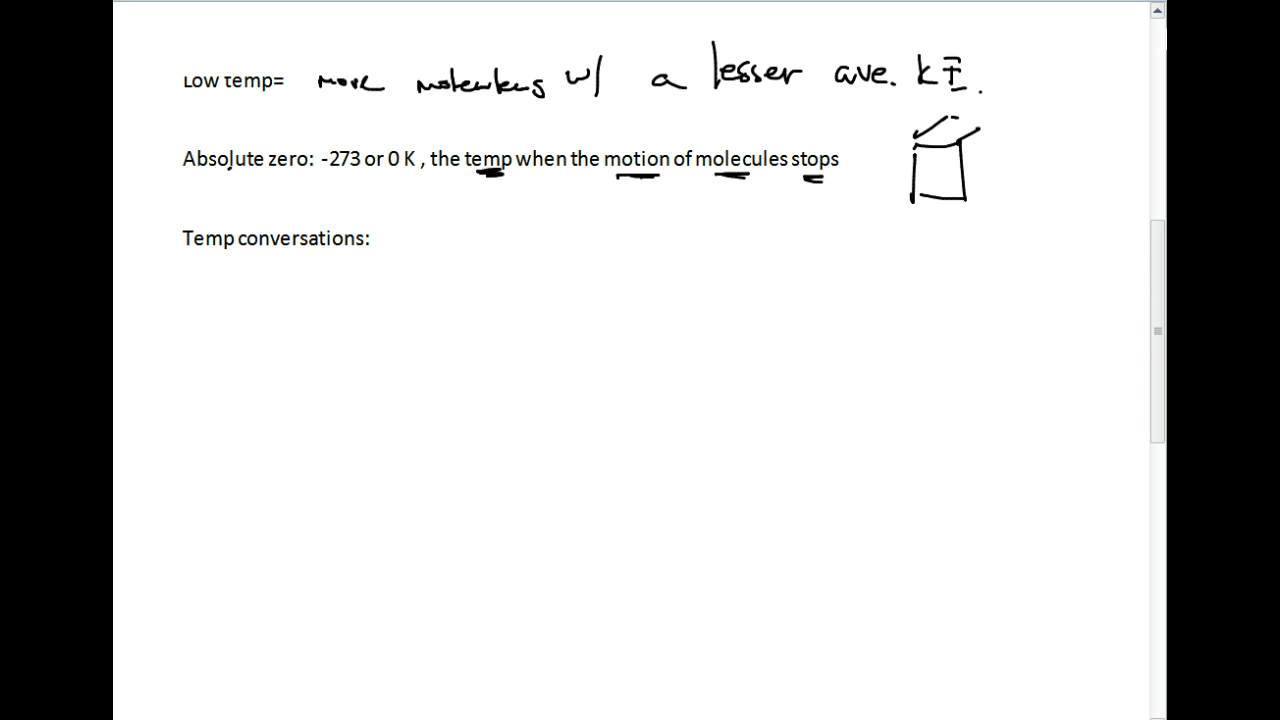 Low Temp= more molecules w/ a lesser ave. KE.
Absolute zero: -273 or 0 K , the temp when the motion of molecules stops
Temp conversations: